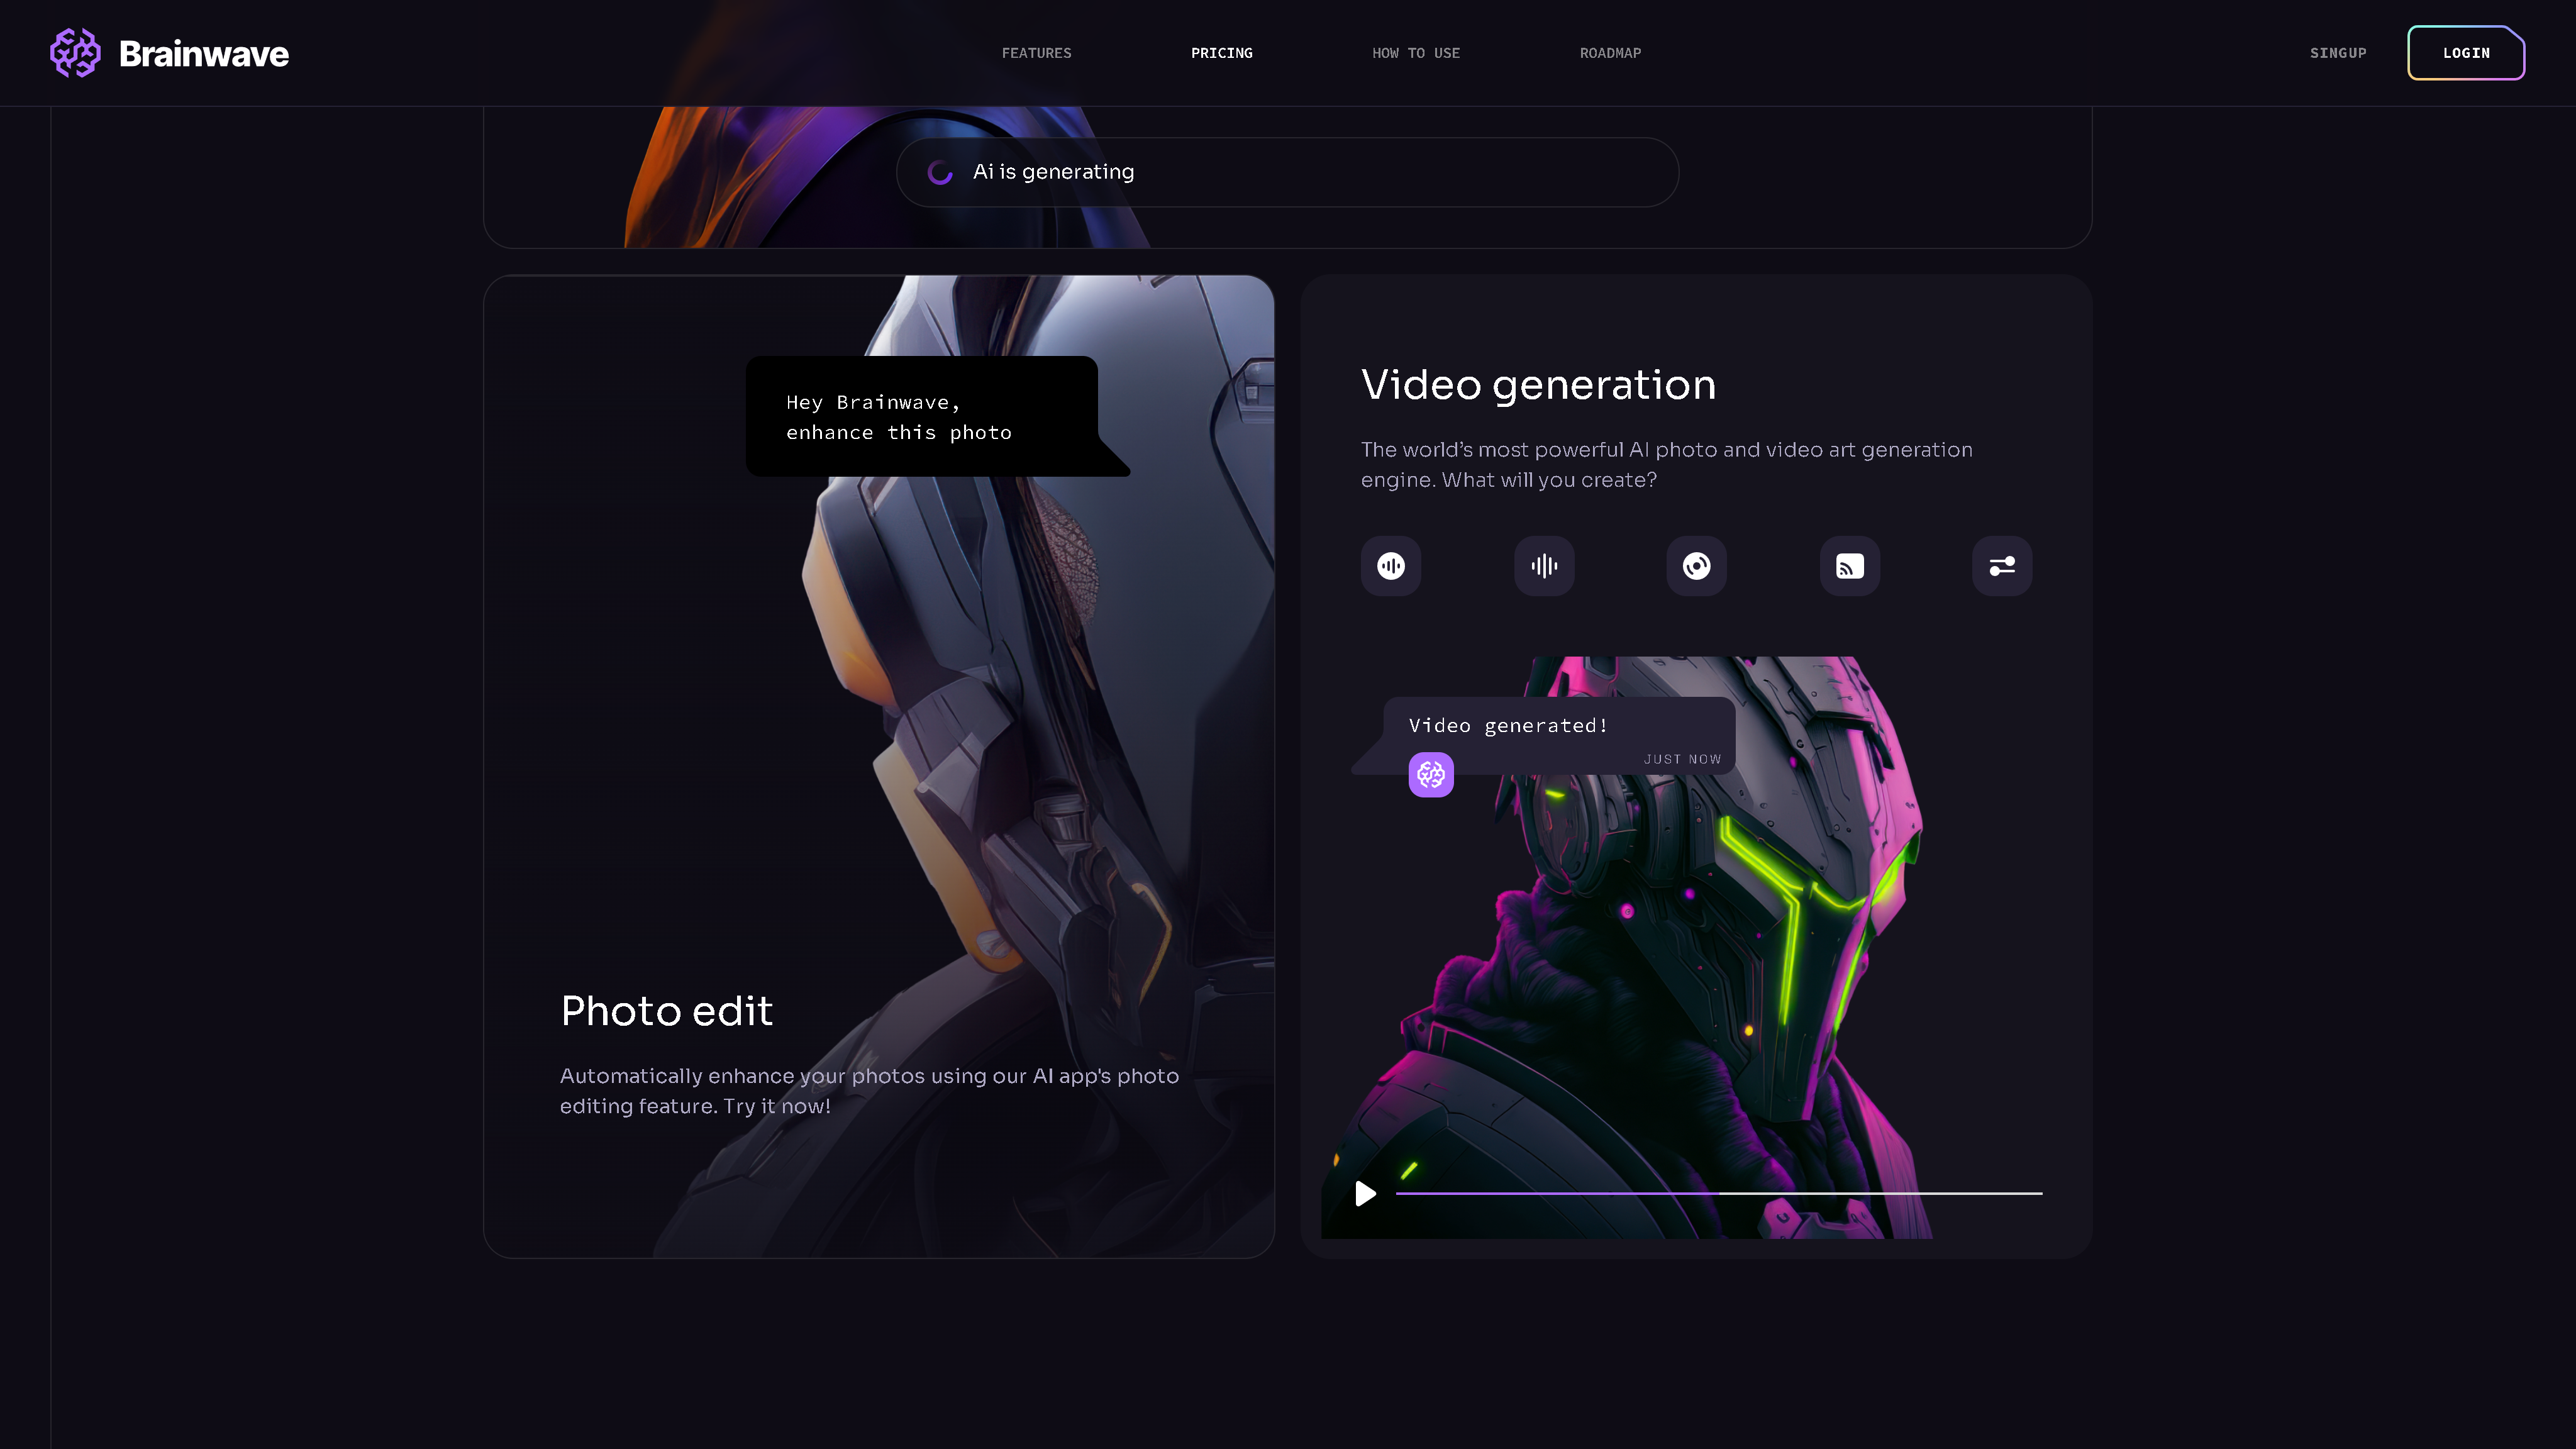 Brainwave
FEATURES
PRICING
HOW TO USE
ROADMAP
SINGUP
LOGIN
Ai is generating
Hey Brainwave,
enhance this photo
Photo edit
Automatically enhance your photos using our AI app's photo
editing feature. Try it now!
Video generation
The world’s most powerful AI photo and video art generation
engine. What will you create?
Video generated!
JUST NOW